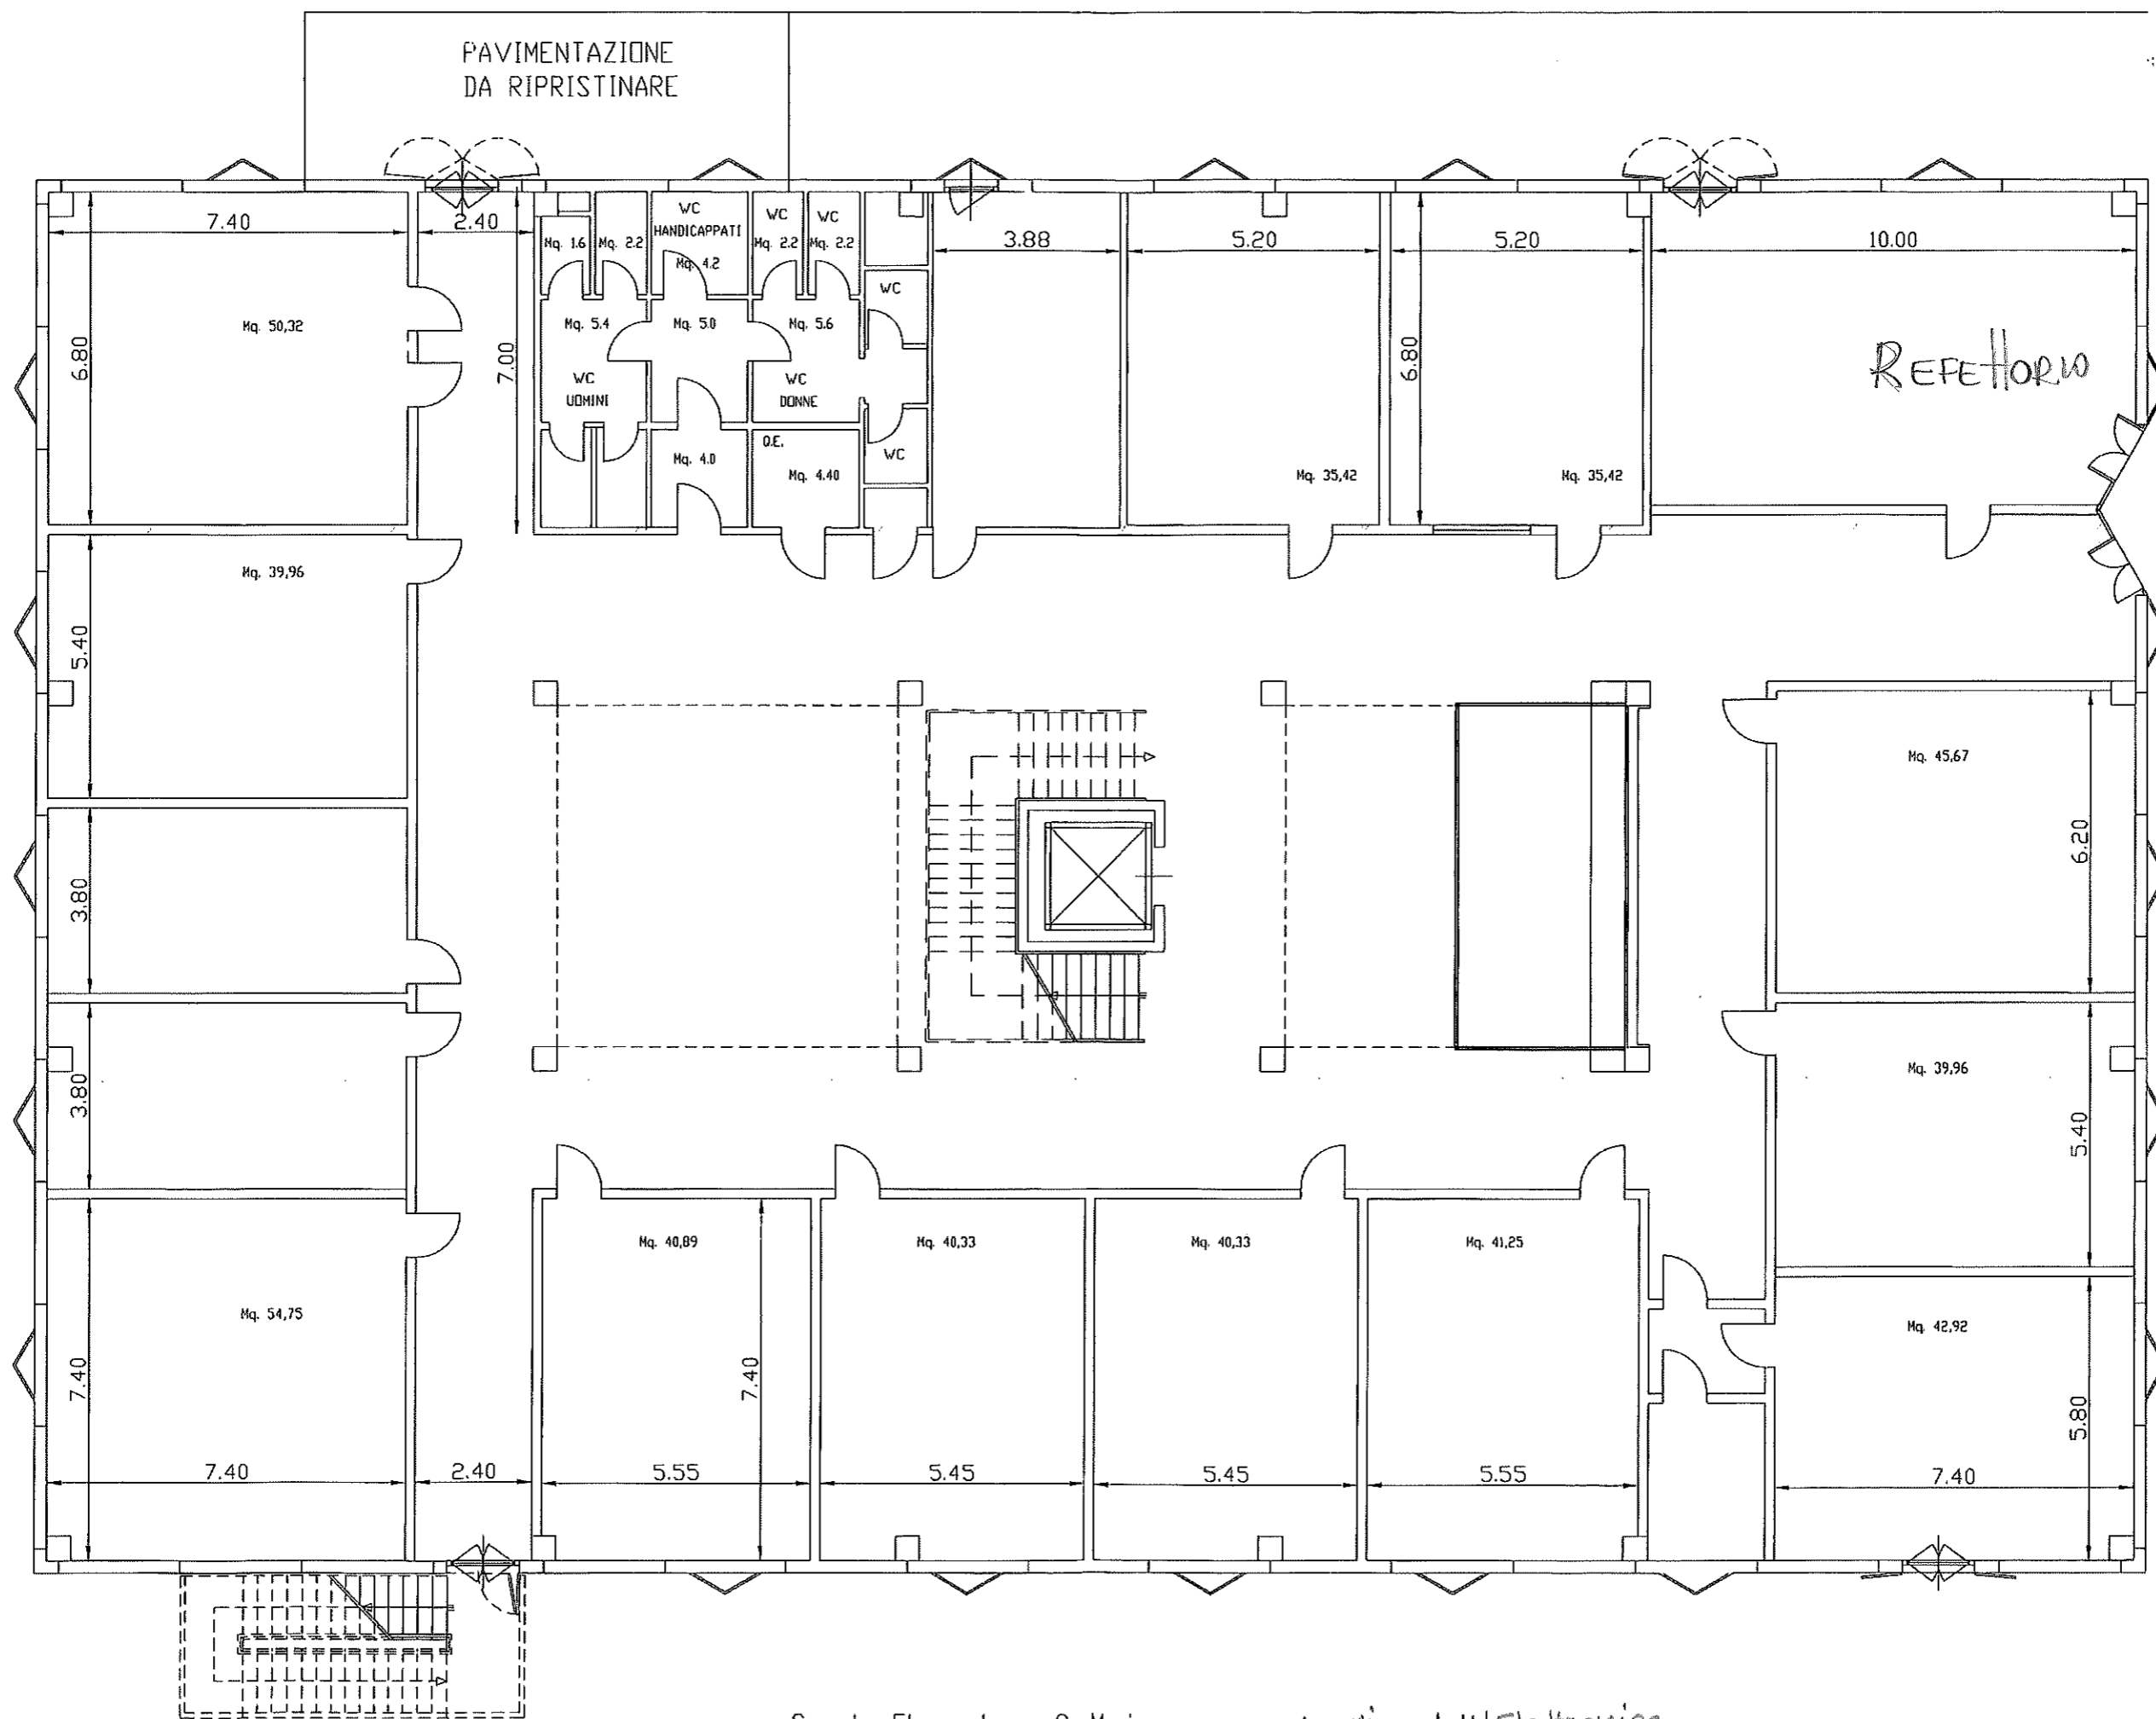 PAVIMENTAZIONE
DA RIPRISTINARE
7.40
2.40
WC
HANDICAPPATI
WC
WC
Mq. 1.6
Mq. 2.2
Mq. 4.2
Mq. 2.2
Mq. 2.2
3.88
5.20
5.20
10.00
WC
Mq. 50,32
Mq. 5.4
Mq. 5.0
Mq. 5.6
6.80
7.00
6.80
REFETTORIO
WC
UOMINI
WC
DONNE
Q.E.
WC
Mq. 4.0
Mq. 4.40
Mq. 35,42
Mq. 35,42
Mq. 39,96
5.40
Mq. 45,67
6.20
3.80
3.80
Mq. 39,96
5.40
Mq. 40,89
Mq. 40,33
Mq. 40,33
Mq. 41,25
Mq. 54,75
Mq. 42,92
7.40
7.40
5.80
7.40
2.40
5.55
5.45
5.45
5.55
7.40